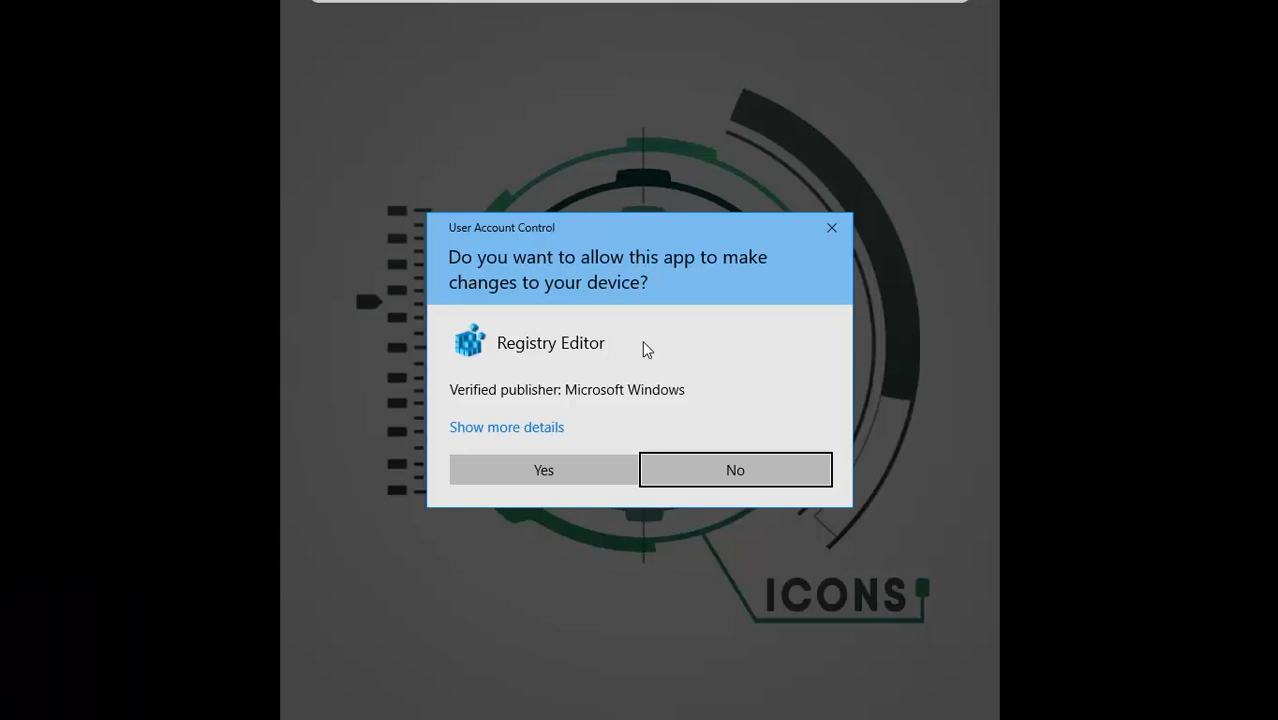 User Account Control
Do you want to allow this app to make
changes to your device?
Registry Editor
Verified publisher: Microsoft Windows
Show more details
Yes No
ICONS